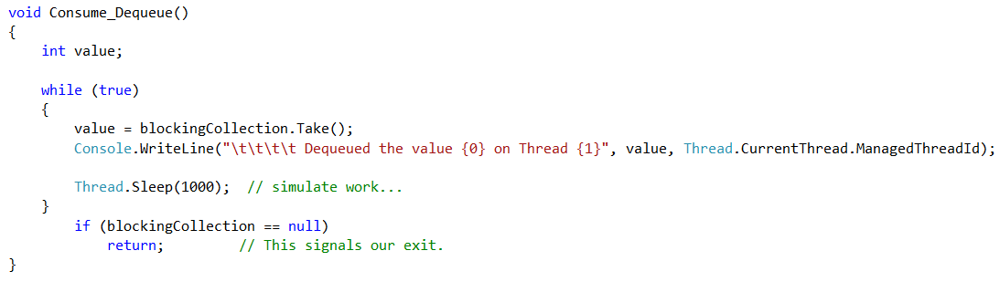 void Consume_Dequeue()
{
    int value;

    while (true)
    {
        value = blockingCollection.Take();
        Console.WriteLine("\t\t\t\t Dequeued the value {0} on Thread {1}", value, Thread.CurrentThread.ManagedThreadId);

        Thread.Sleep(1000);  // simulate work...
    }
        if (blockingCollection == null)
            return;         // This signals our exit.
}